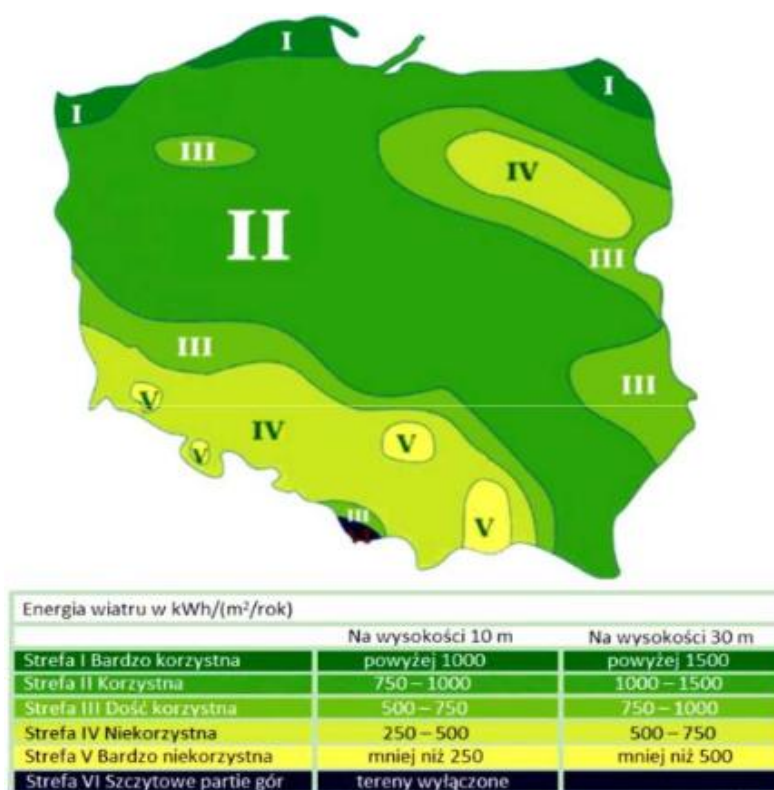 I
I
I
III
IV
II
III
III
III
V
IV
V
V
III
V
Energia wiatru w kWh/(m²/rok)
Na wysokości 10 m Na wysokości 30 m
Strefa I Bardzo korzystna powyżej 1000 powyżej 1500
Strefa II Korzystna 750 – 1000 1000 – 1500
Strefa III Dość korzystna 500 – 750 750 – 1000
Strefa IV Niekorzystna 250 – 500 500 – 750
Strefa V Bardzo niekorzystna mniej niż 250 mniej niż 500
Strefa VI Szczytowe partie gór tereny wyłączone